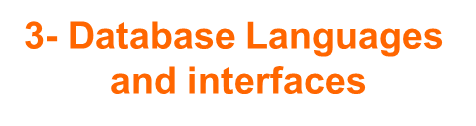 3- Database Languages
and interfaces